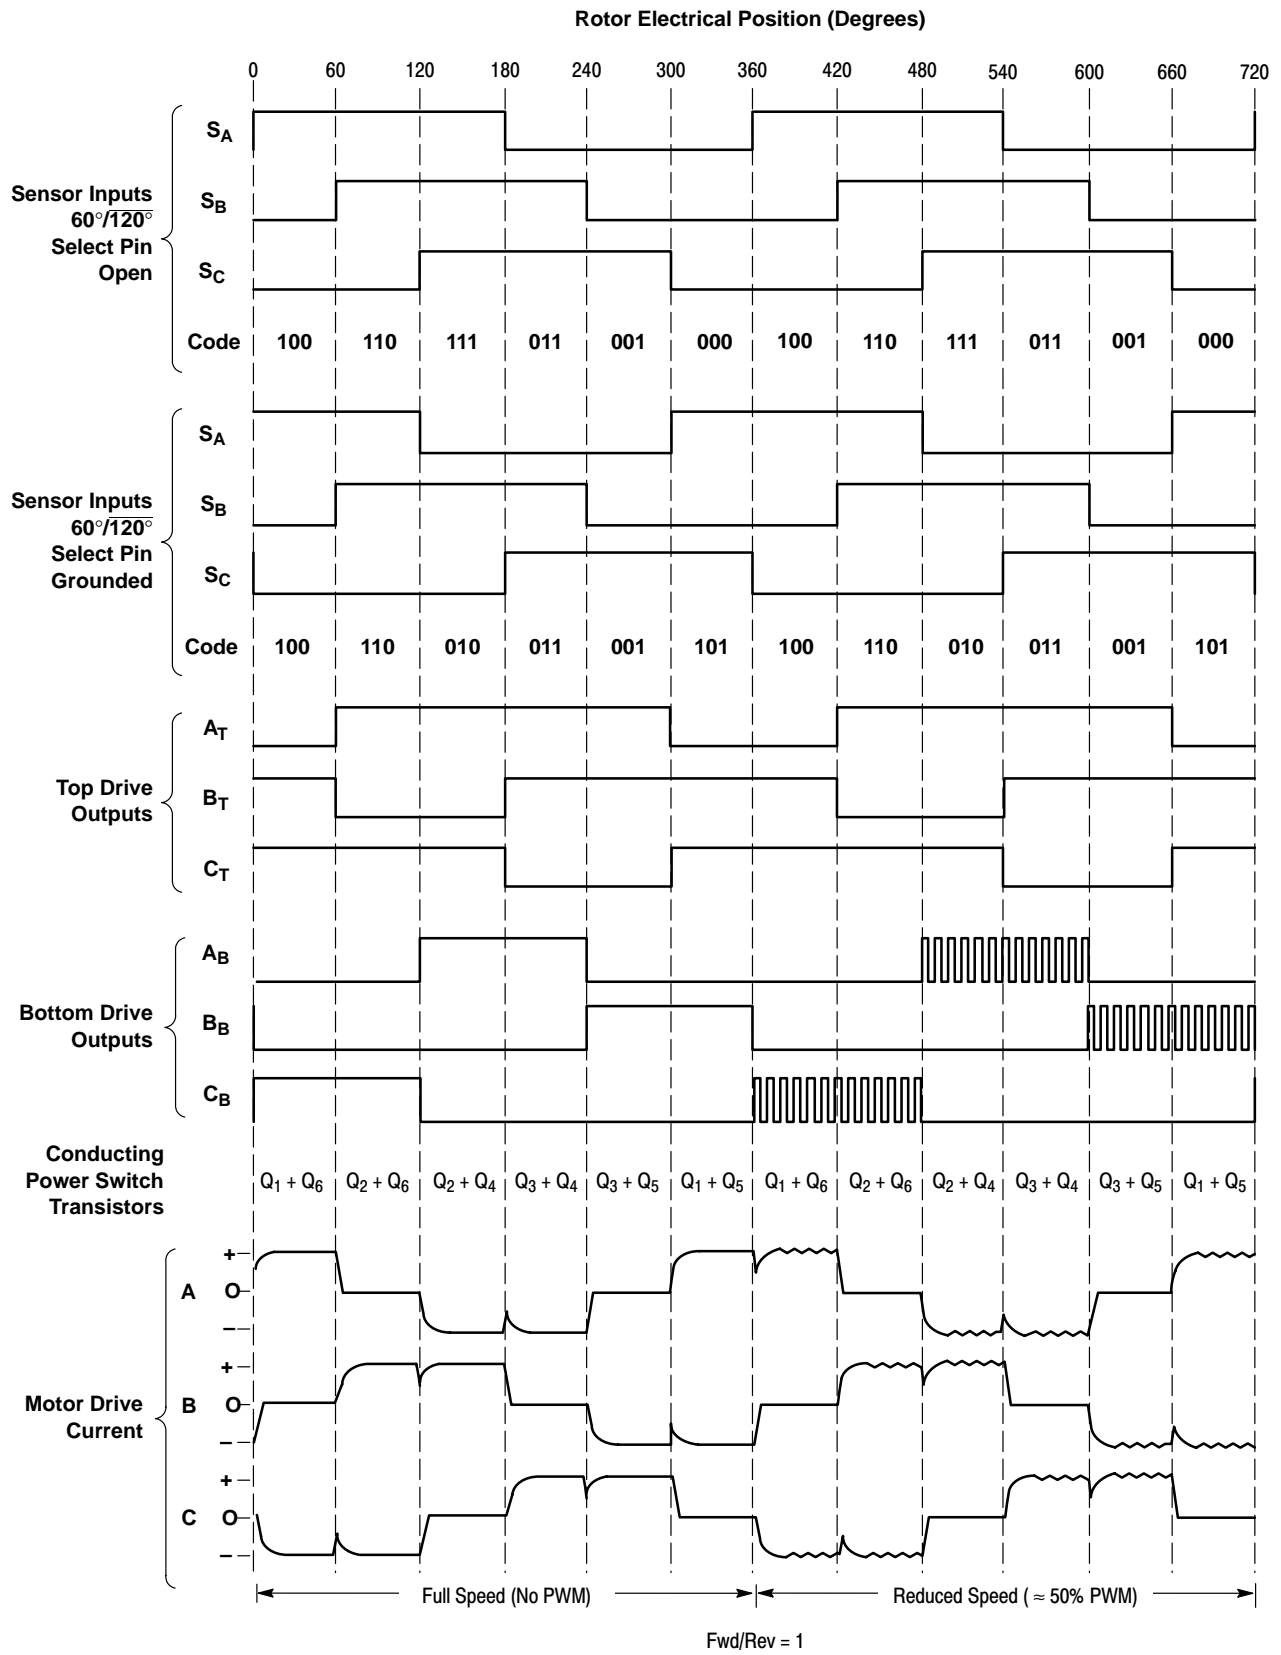 Rotor Electrical Position (Degrees)
0 60 120 180 240 300 360 420 480 540 600 660 720
Sensor Inputs
60°/120°
Select Pin
Open
SA
SB
SC
Code 100 110 111 011 001 000 100 110 111 011 001 000
Sensor Inputs
60°/120°
Select Pin
Grounded
SA
SB
SC
Code 100 110 010 011 001 101 100 110 010 011 001 101
Top Drive
Outputs
AT
BT
CT
Bottom Drive
Outputs
AB
BB
CB
Conducting
Power Switch
Transistors
Q1 + Q6 Q2 + Q6 Q2 + Q4 Q3 + Q4 Q3 + Q5 Q1 + Q5 Q1 + Q6 Q2 + Q6 Q2 + Q4 Q3 + Q4 Q3 + Q5 Q1 + Q5
Motor Drive
Current
+
A O
−
+
B O
−
+
C O
−
Full Speed (No PWM) Reduced Speed ( ≈ 50% PWM)
Fwd/Rev = 1